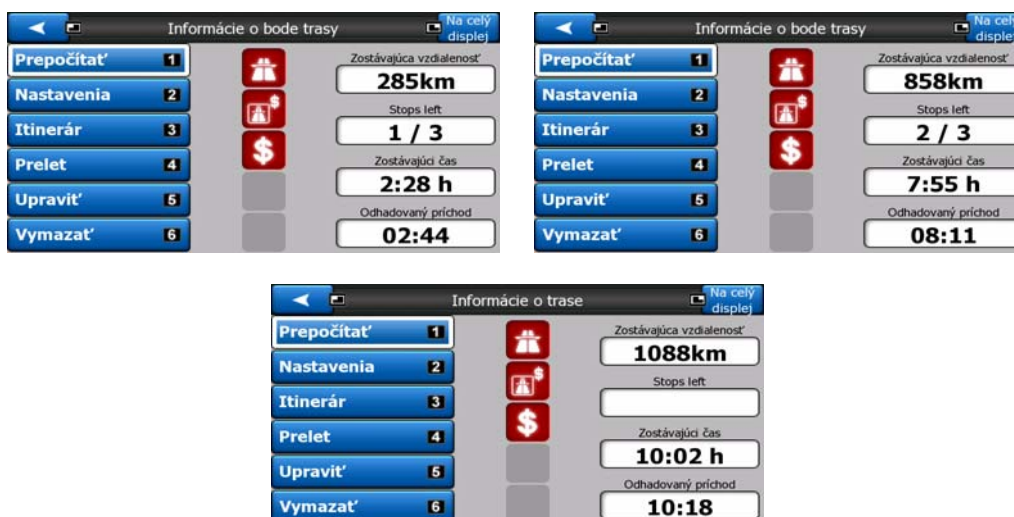 Informácie o bode trasy
Na celý
displej
Prepočítať 1
Nastavenia 2
Itinerár 3
Prelet 4
Upraviť 5
Vymazať 6
$
$
Zostávajúca vzdialenosť
285km
Stops left
1 / 3
Zostávajúci čas
2:28 h
Odhadovaný príchod
02:44
Informácie o bode trasy
Na celý
displej
Prepočítať 1
Nastavenia 2
Itinerár 3
Prelet 4
Upraviť 5
Vymazať 6
$
$
Zostávajúca vzdialenosť
858km
Stops left
2 / 3
Zostávajúci čas
7:55 h
Odhadovaný príchod
08:11
Informácie o trase
Na celý
displej
Prepočítať 1
Nastavenia 2
Itinerár 3
Prelet 4
Upraviť 5
Vymazať 6
$
$
Zostávajúca vzdialenosť
1088km
Stops left
Zostávajúci čas
10:02 h
Odhadovaný príchod
10:18